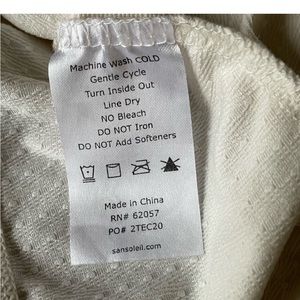 Machine Wash COLD
Gentle Cycle
Turn Inside Out
Line Dry
NO Bleach
DO NOT Iron
DO NOT Add Softeners
Made in China
RN# 62057
PO# 2TEC20
sansoleil.com